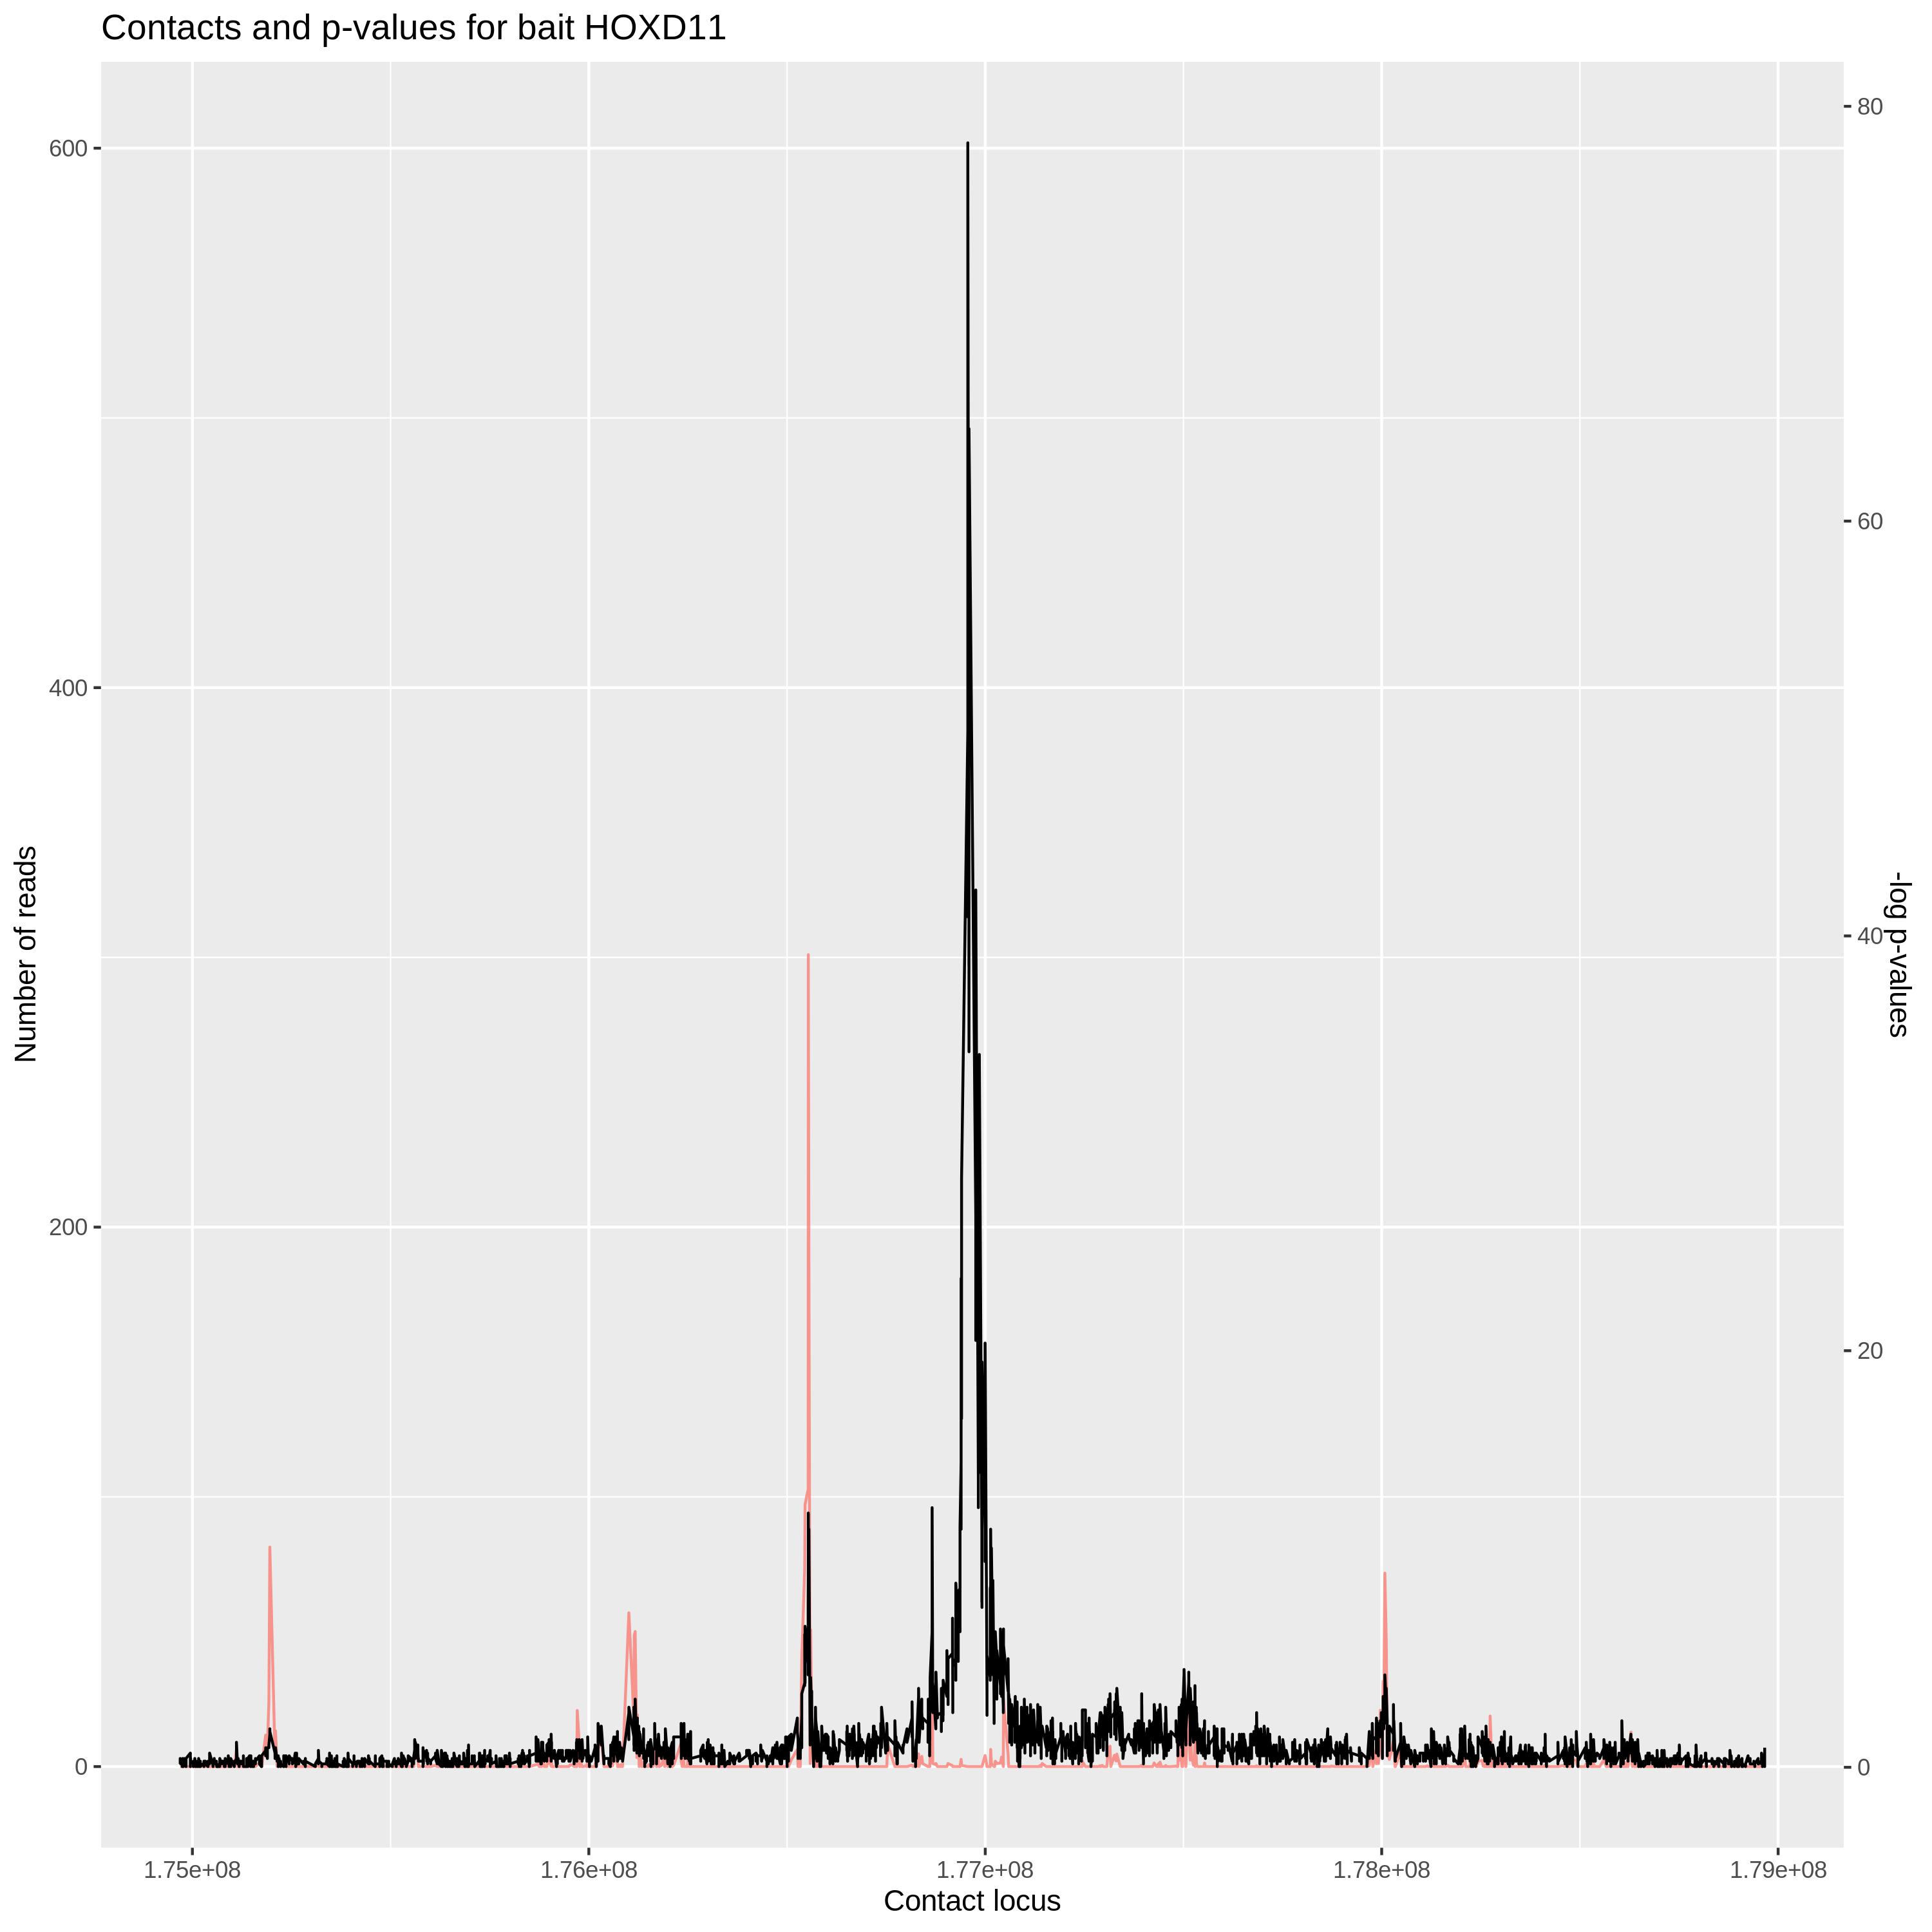 Contacts and p-values for bait HOXD11
600
400
200
0
Number of reads
80
60
40
20
0
-log p-values
1.75e+08 1.76e+08 1.77e+08 1.78e+08 1.79e+08
Contact locus